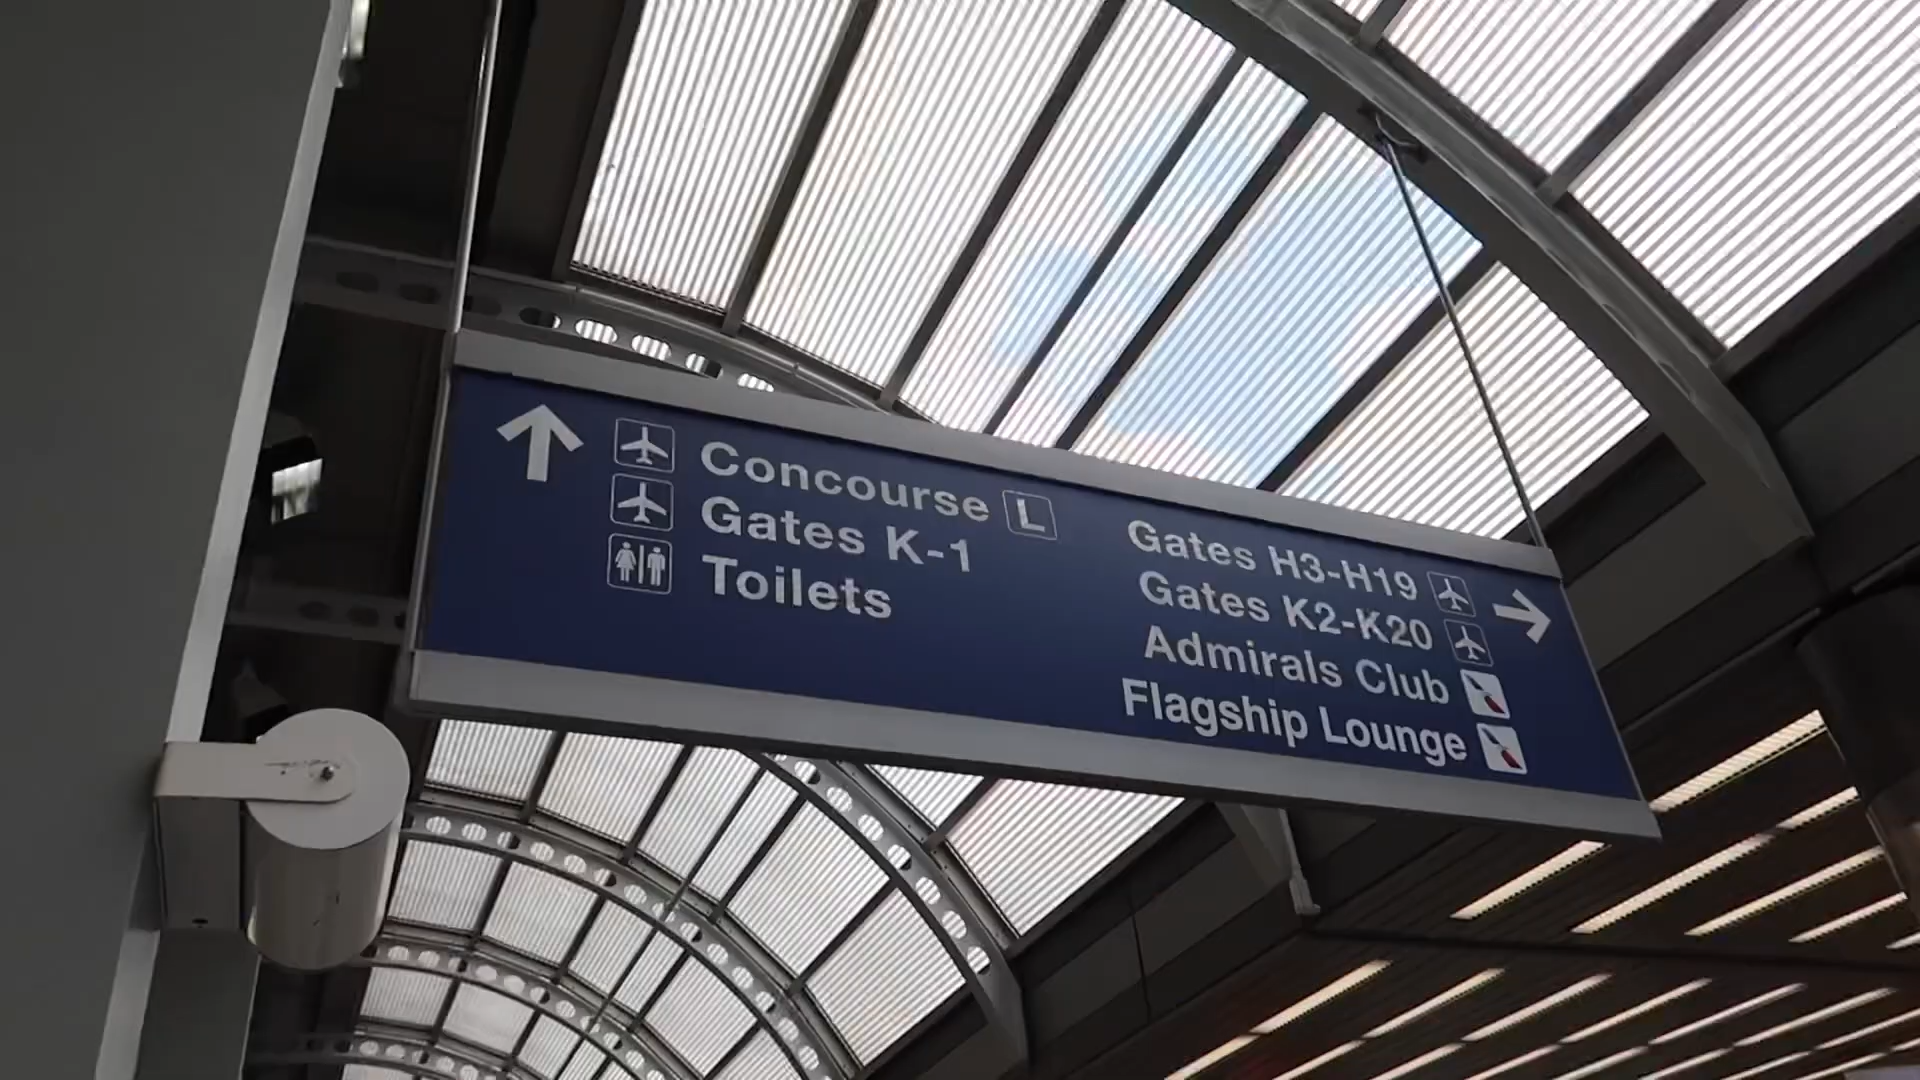 Concourse L
Gates K-1
Toilets
Gates H3-H19
Gates K2-K20
Admirals Club
Flagship Lounge